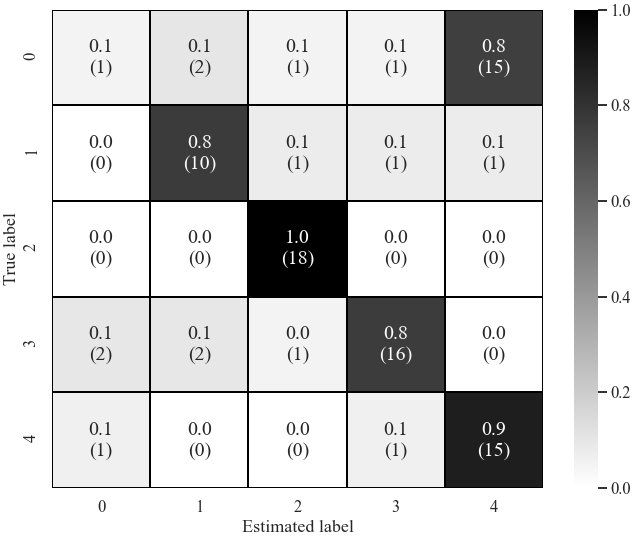 0.1 0.1 0.1 0.1 0.8
(1) (2) (1) (1) (15)
0
0.0 0.8 0.1 0.1 0.1
(0) (10) (1) (1) (1)
1
0.0 0.0 1.0 0.0 0.0
(0) (0) (18) (0) (0)
2
0.1 0.1 0.0 0.8 0.0
(2) (2) (1) (16) (0)
3
0.1 0.0 0.0 0.1 0.9
(1) (0) (0) (1) (15)
4
True label
0 1 2 3 4
Estimated label
1.0
0.8
0.6
0.4
0.2
0.0